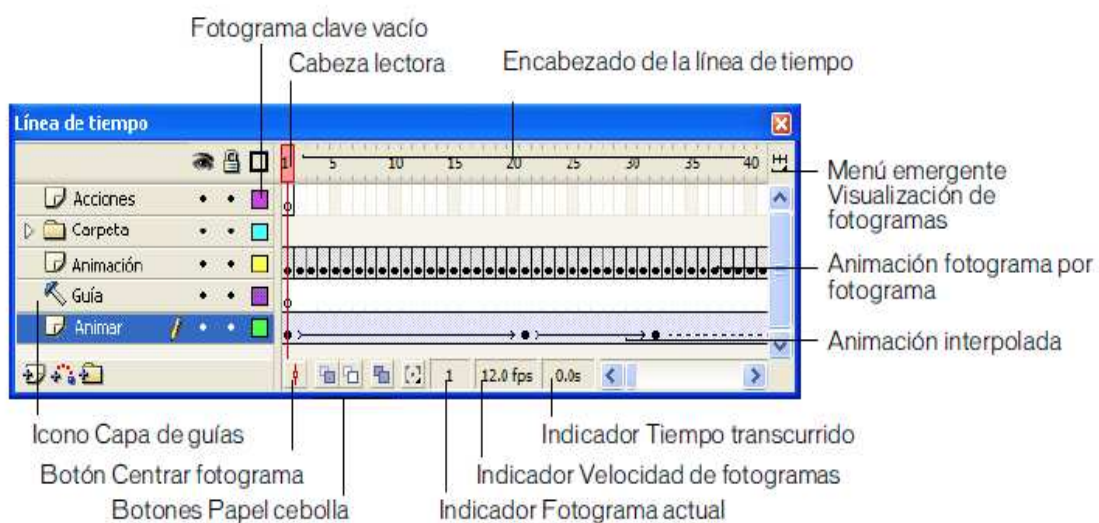 Fotograma clave vacío
Cabeza lectora
Encabezado de la línea de tiempo
Línea de tiempo
1 5 10 15 20 25 30 35 40
Acciones
Carpeta
Animación
Guía
Animar
1 12.0 fps 0.0s
Menú emergente
Visualización de
fotogramas
Animación fotograma por
fotograma
Animación interpolada
Icono Capa de guías
Indicador Tiempo transcurrido
Botón Centrar fotograma
Indicador Velocidad de fotogramas
Botones Papel cebolla
Indicador Fotograma actual